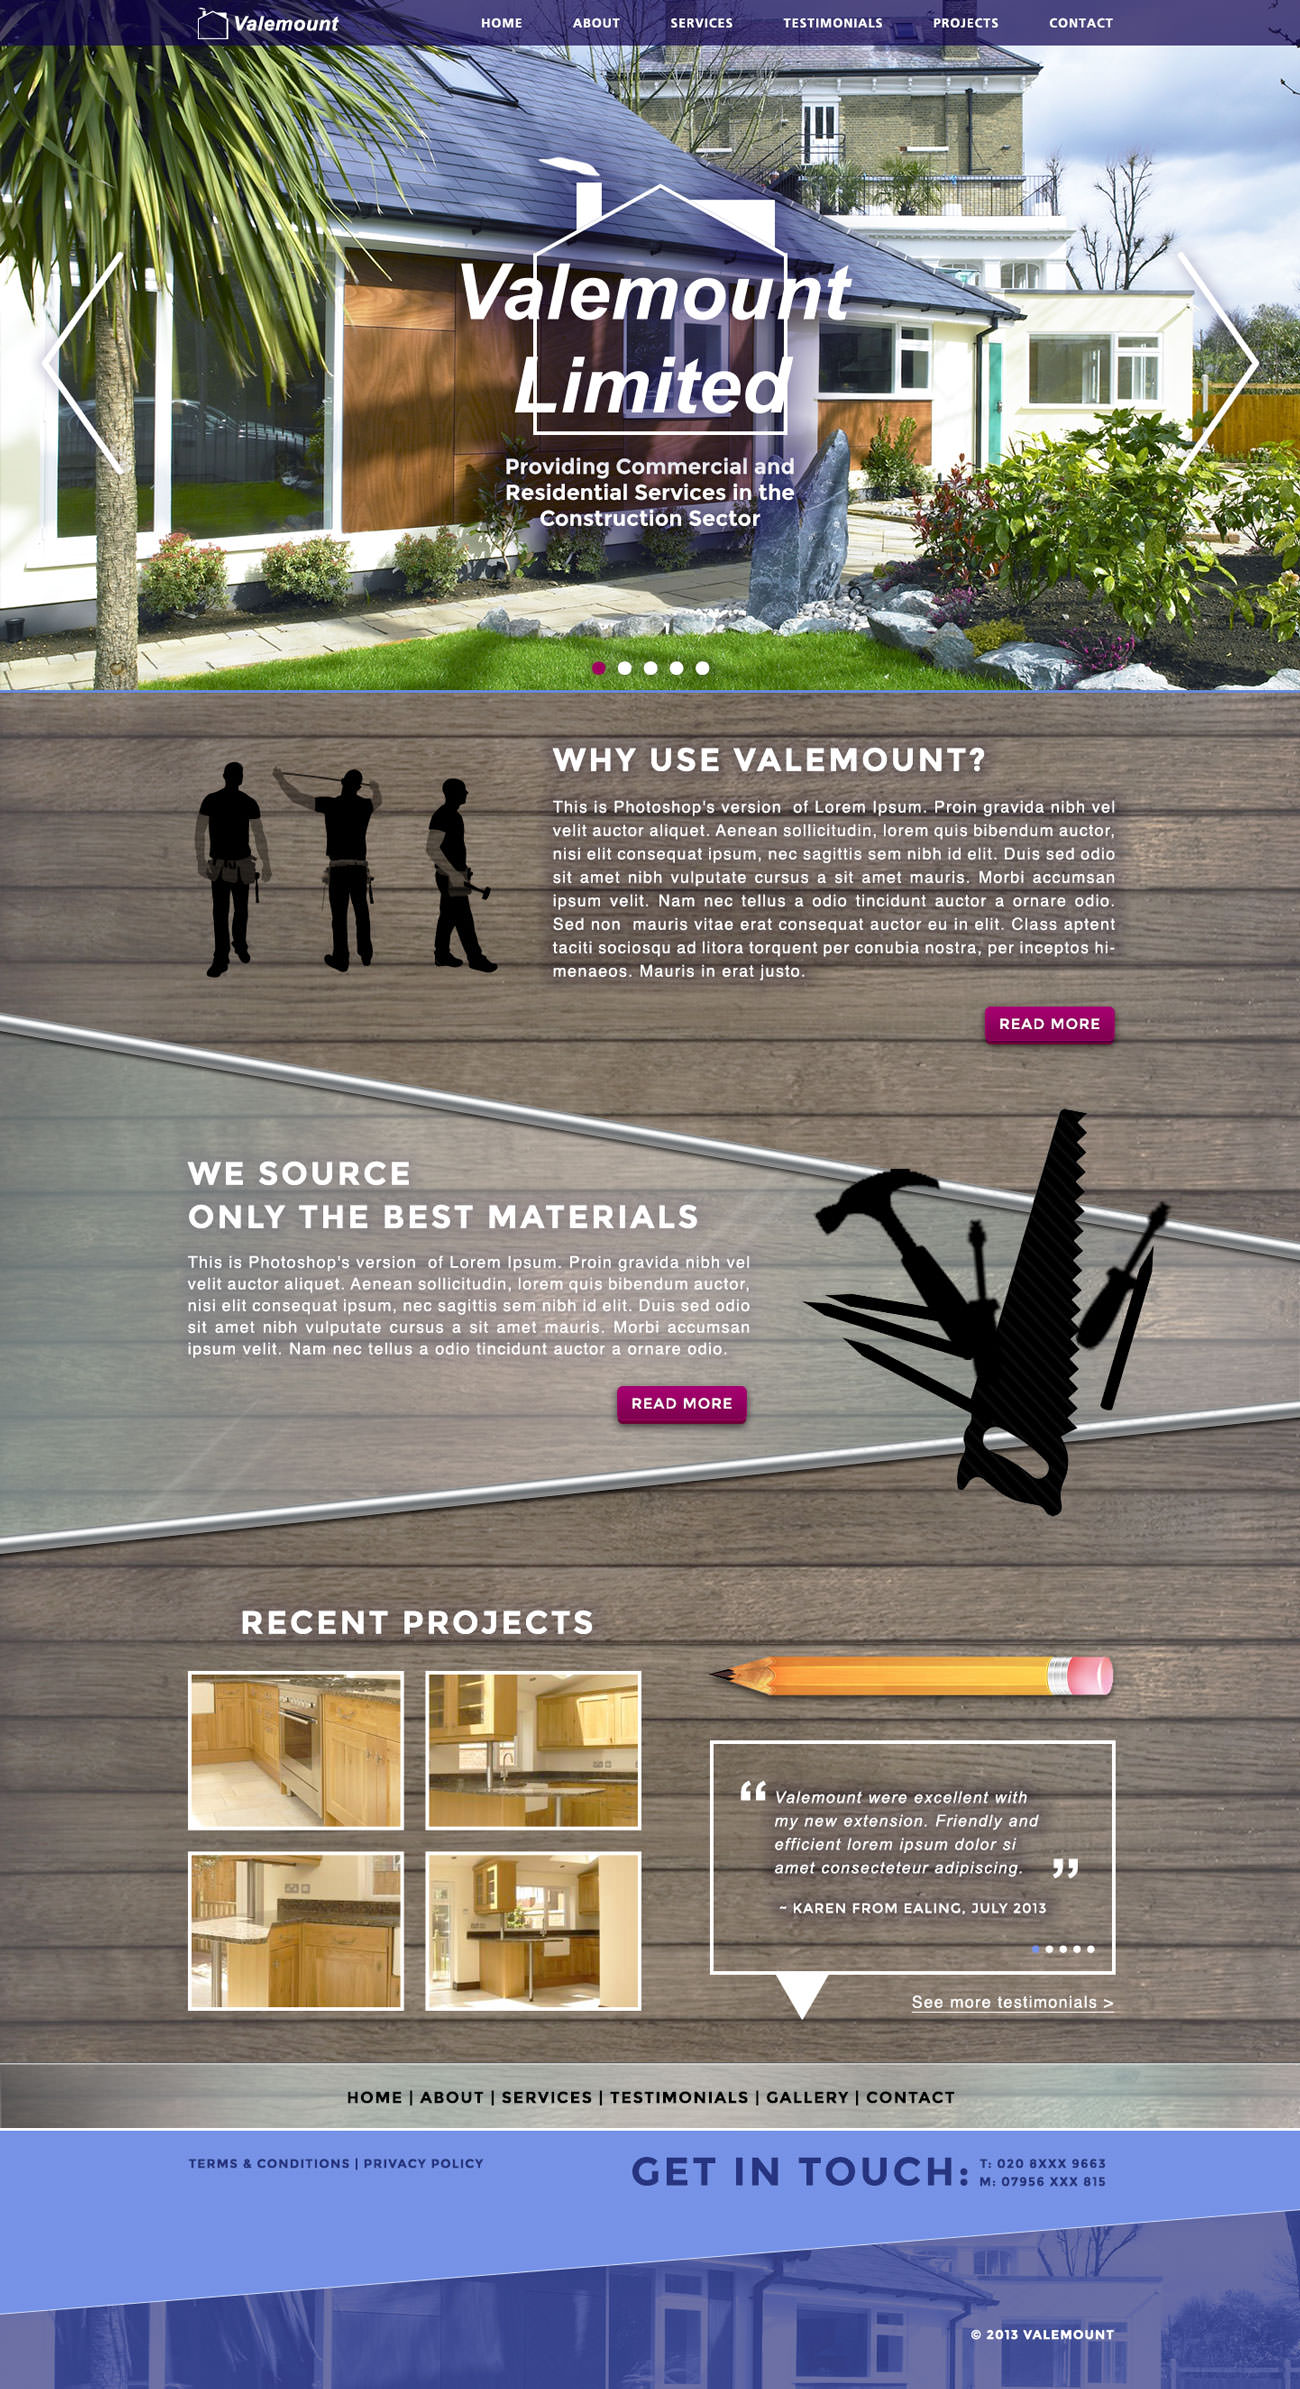 Valemount
HOME ABOUT SERVICES TESTIMONIALS PROJECTS CONTACT
Valemount
Limited
Providing Commercial and
Residential Services in the
Construction Sector
WHY USE VALEMOUNT?
This is Photoshop's version  of Lorem Ipsum. Proin gravida nibh vel
velit auctor aliquet. Aenean sollicitudin, lorem quis bibendum auctor,
nisi elit consequat ipsum, nec sagittis sem nibh id elit. Duis sed odio
sit amet nibh vulputate cursus a sit amet mauris. Morbi accumsan
ipsum velit. Nam nec tellus a odio tincidunt auctor a ornare odio.
Sed non  mauris vitae erat consequat auctor eu in elit. Class aptent
taciti sociosqu ad litora torquent per conubia nostra, per inceptos hi-
menaeos. Mauris in erat justo.
READ MORE
WE SOURCE
ONLY THE BEST MATERIALS
This is Photoshop's version  of Lorem Ipsum. Proin gravida nibh vel
velit auctor aliquet. Aenean sollicitudin, lorem quis bibendum auctor,
nisi elit consequat ipsum, nec sagittis sem nibh id elit. Duis sed odio
sit amet nibh vulputate cursus a sit amet mauris. Morbi accumsan
ipsum velit. Nam nec tellus a odio tincidunt auctor a ornare odio.
READ MORE
RECENT PROJECTS
“Valemount were excellent with
my new extension. Friendly and
efficient lorem ipsum dolor si
amet consecteteur adipiscing.”
~ KAREN FROM EALING, JULY 2013
See more testimonials >
HOME | ABOUT | SERVICES | TESTIMONIALS | GALLERY | CONTACT
TERMS & CONDITIONS | PRIVACY POLICY
GET IN TOUCH:
T: 020 8XXX 9663
M: 07956 XXX 815
© 2013 VALEMOUNT